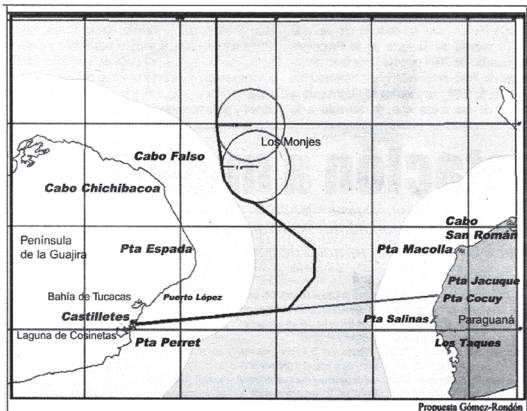 Los Monjes
Cabo Falso
Cabo Chichibacoa
Cabo
San Román
Península
de la Guajira
Pta Espada
Pta Macolla
Pta Jacuque
Bahía de Tucacas
Puerto López
Pta Cocuy
Castilletes
Pta Salinas
Paraguaná
Laguna de Cosinetas
Pta Perret
Los Taques
Propuesta Gómez-Rondón